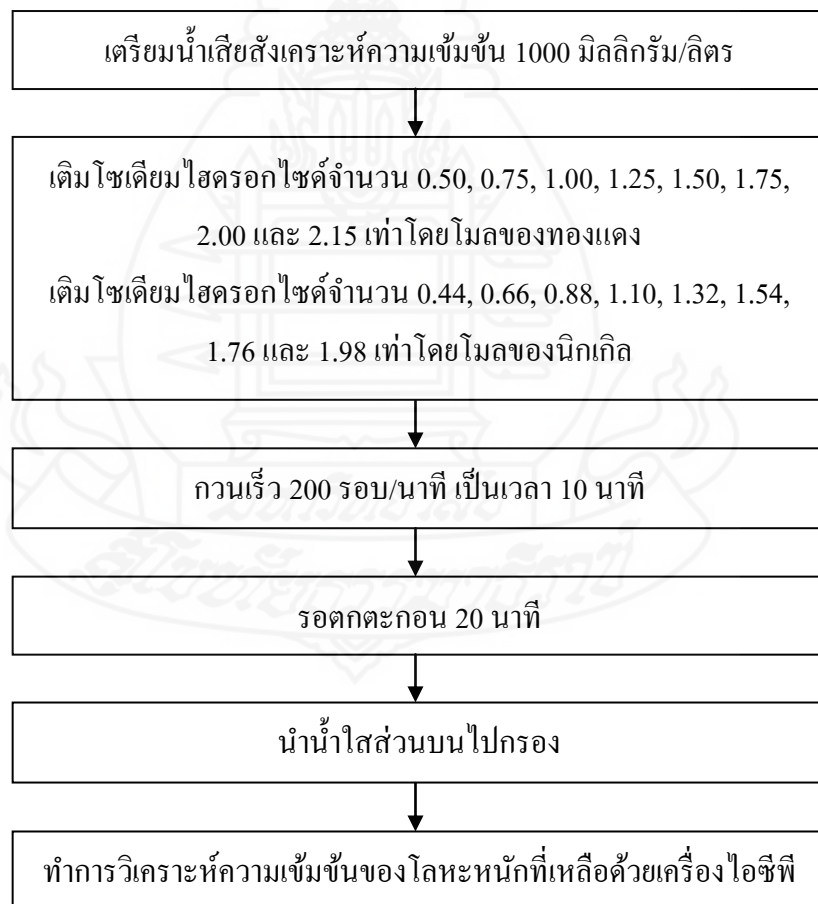 เตรียมน้ำเสียสังเคราะห์ความเข้มข้น 1000 มิลลิกรัม/ลิตร
เติมโซเดียมไฮดรอกไซด์จำนวน 0.50, 0.75, 1.00, 1.25, 1.50, 1.75,
2.00 และ 2.15 เท่าโดยโมลของทองแดง
เติมโซเดียมไฮดรอกไซด์จำนวน 0.44, 0.66, 0.88, 1.10, 1.32, 1.54,
1.76 และ 1.98 เท่าโดยโมลของนิกเกิล
กวนเร็ว 200 รอบ/นาที เป็นเวลา 10 นาที
รอตกตะกอน 20 นาที
นำน้ำใสส่วนบนไปกรอง
ทำการวิเคราะห์ความเข้มข้นของโลหะหนักที่เหลือด้วยเครื่องไอซีพี